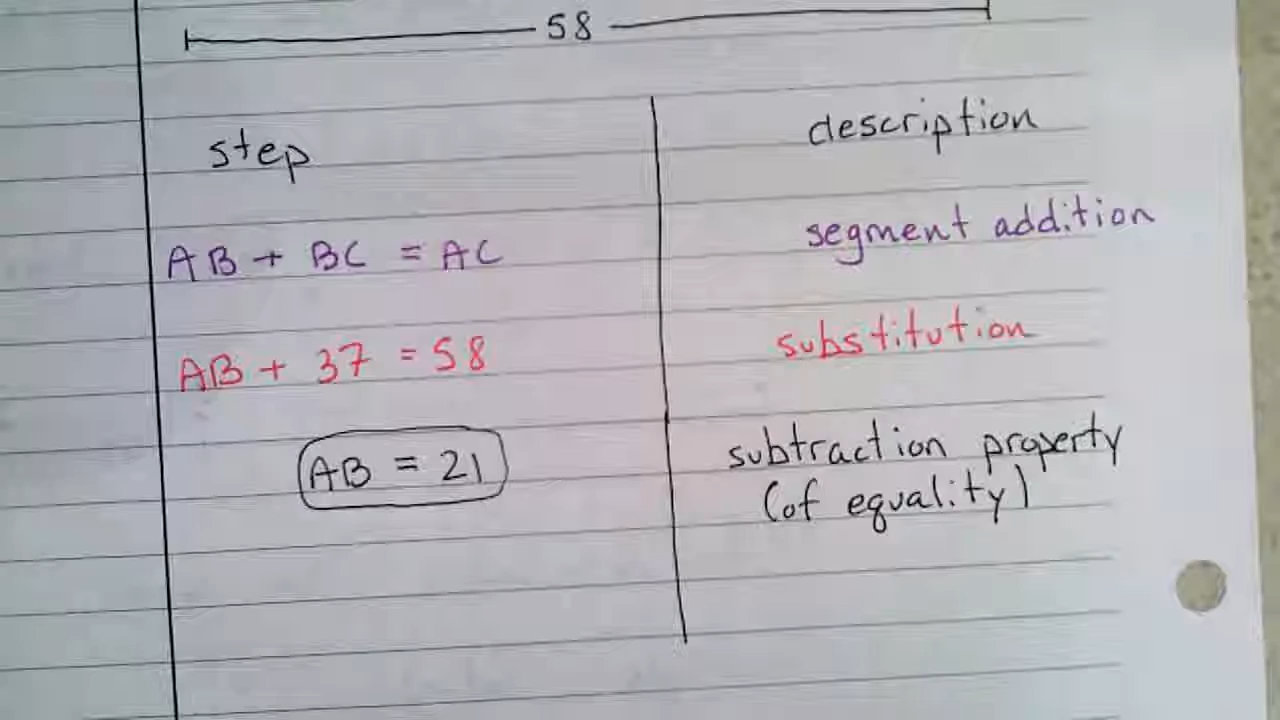 58
step description
AB + BC = AC segment addition
AB + 37 = 58 substitution
AB = 21 subtraction property
(of equality)